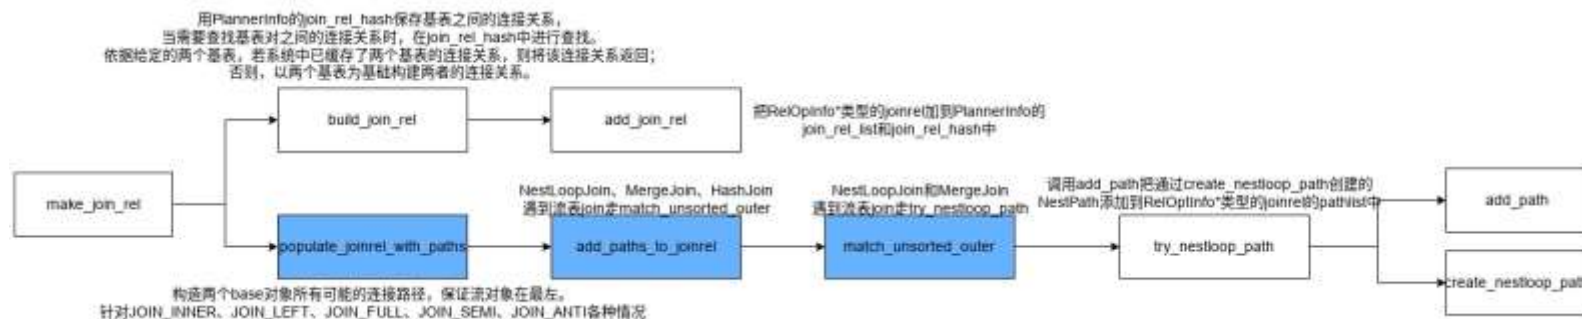 用PlannerInfo的join_rel_hash保存基表之间的连接关系，
当需要查找基表对之间的连接关系时，在join_rel_hash中进行查找。
依据给定的两个基表，若系统中已缓存了两个基表的连接关系，则将该连接关系返回；
否则，以两个基表为基础构建两者的连接关系。
build_join_rel
add_join_rel
把RelOpInfo*类型的joinrel加到PlannerInfo的
join_rel_list和join_rel_hash中
make_join_rel
NestLoopJoin、MergeJoin、HashJoin
遇到流表join走match_unsorted_outer
NestLoopJoin和MergeJoin
遇到流表join走try_nestloop_path
调用add_path把通过create_nestloop_path创建的
NestPath添加到RelOptInfo*类型的joinrel的pathlist中
add_path
populate_joinrel_with_paths
add_paths_to_joinrel
match_unsorted_outer
try_nestloop_path
create_nestloop_pat
构造两个base对象所有可能的连接路径，保证流对象在最左。
针对JOIN_INNER、JOIN_LEFT、JOIN_FULL、JOIN_SEMI、JOIN_ANTI各种情况